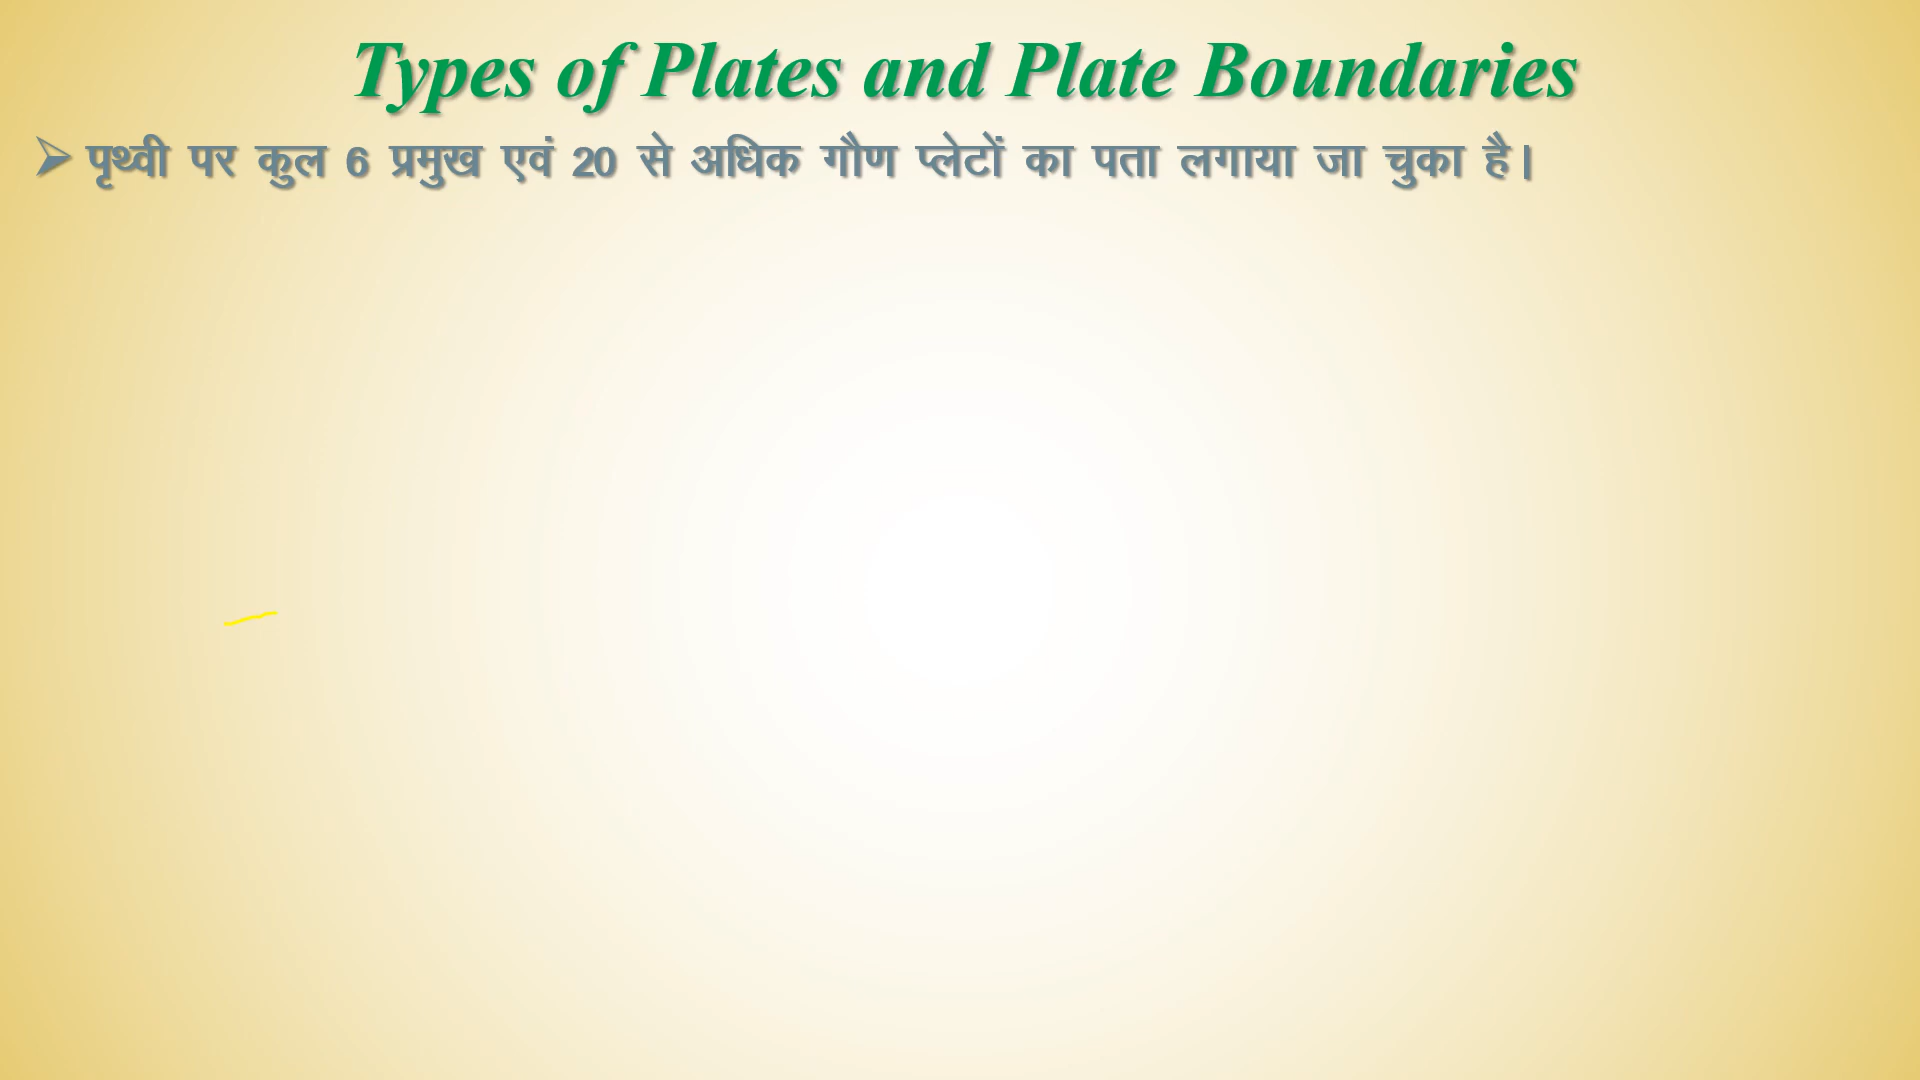 Types of Plates and Plate Boundaries
➢ पृथ्वी पर कुल 6 प्रमुख एवं 20 से अधिक गौण प्लेटों का पता लगाया जा चुका है।